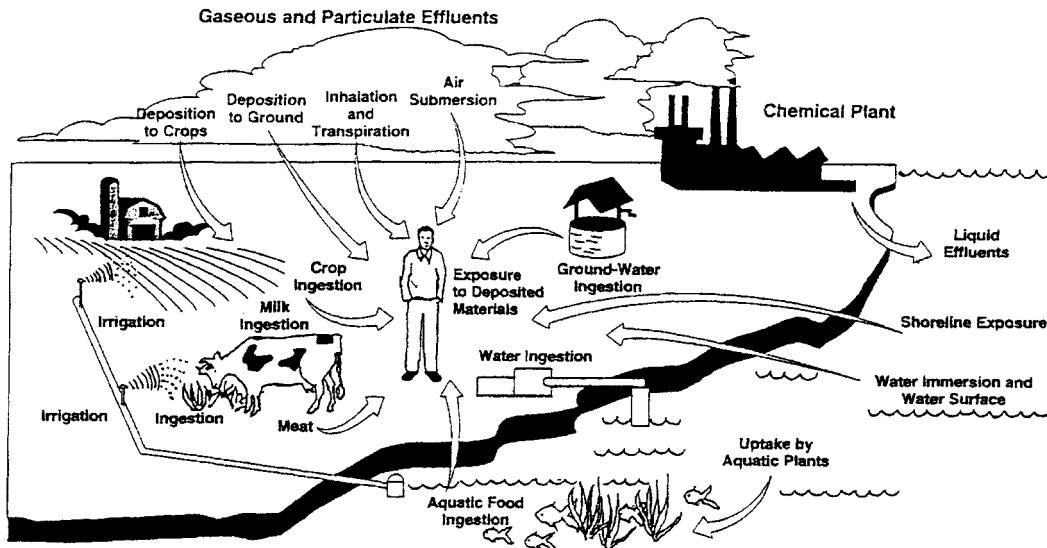 Gaseous and Particulate Effluents
Air
Submersion
Inhalation
and
Transpiration
Deposition
to Ground
Deposition
to Crops
Chemical Plant
Liquid
Effluents
Ground-Water
Ingestion
Exposure
to Deposited
Materials
Crop
Ingestion
Milk
Ingestion
Irrigation
Shoreline Exposure
Water Ingestion
Water Immersion and
Water Surface
Irrigation
Ingestion
Meat
Uptake by
Aquatic Plants
Aquatic Food
Ingestion